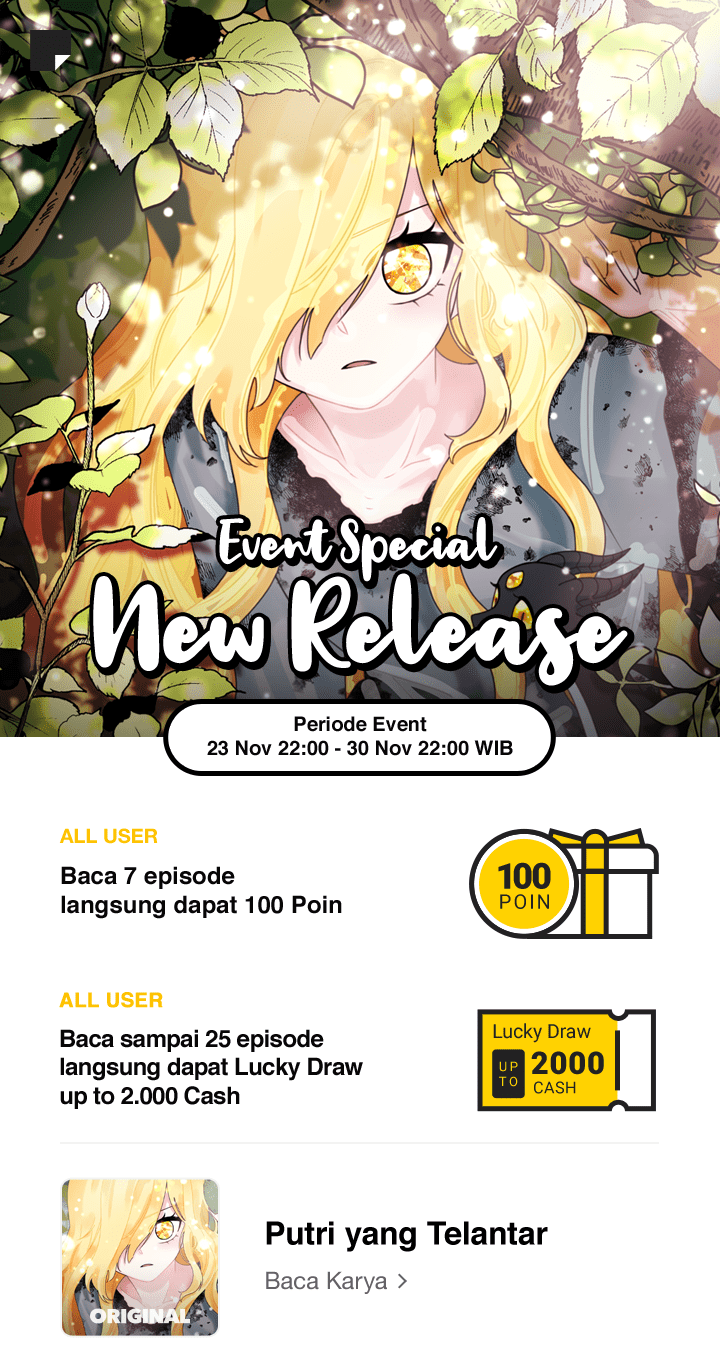 Event Special
New Release
Periode Event
23 Nov 22:00 - 30 Nov 22:00 WIB
ALL USER
Baca 7 episode
langsung dapat 100 Poin
100
POIN
ALL USER
Baca sampai 25 episode
langsung dapat Lucky Draw
up to 2.000 Cash
Lucky Draw
UP TO
2000
CASH
Putri yang Telantar
Baca Karya >
ORIGINAL